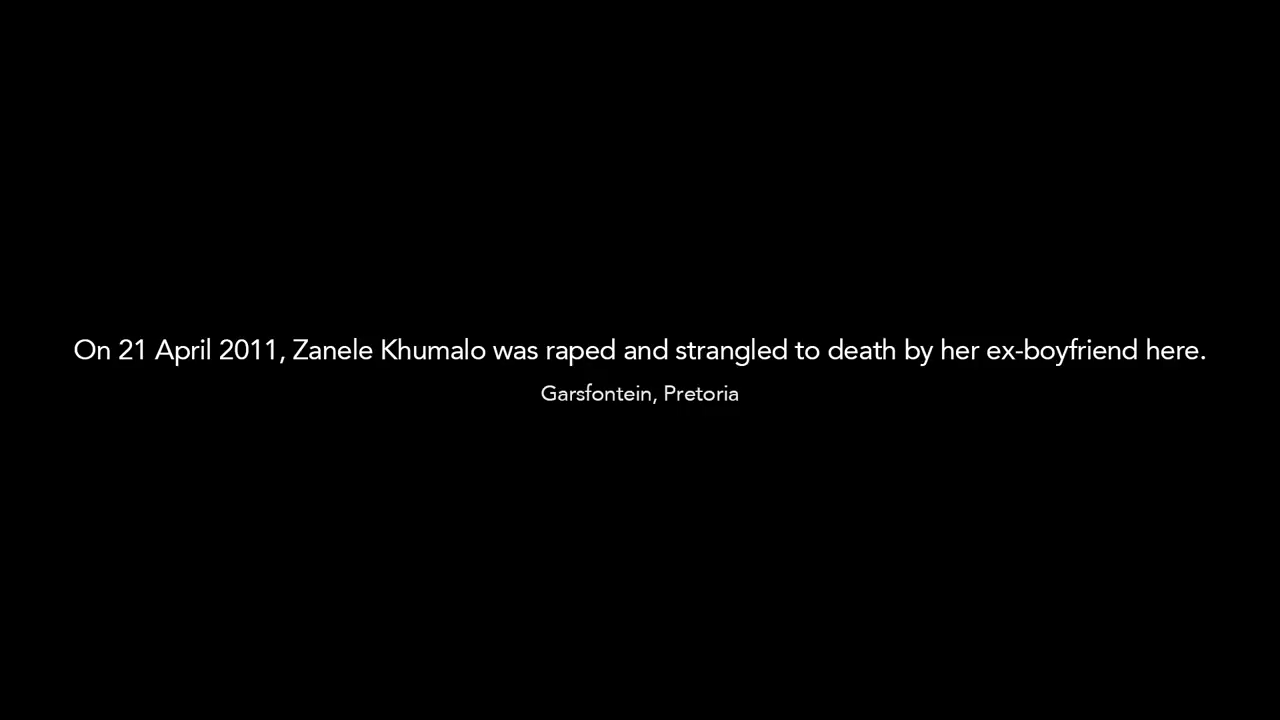 On 21 April 2011, Zanele Khumalo was raped and strangled to death by her ex-boyfriend here.
Garsfontein, Pretoria